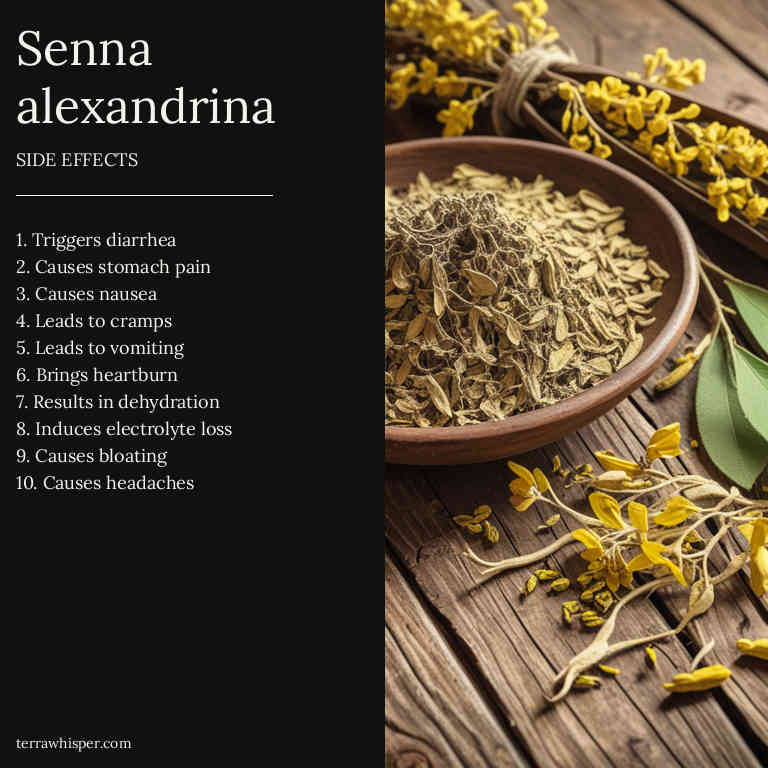 Senna
alexandrina
SIDE EFFECTS
1. Triggers diarrhea
2. Causes stomach pain
3. Causes nausea
4. Leads to cramps
5. Leads to vomiting
6. Brings heartburn
7. Results in dehydration
8. Induces electrolyte loss
9. Causes bloating
10. Causes headaches
terrawhisper.com